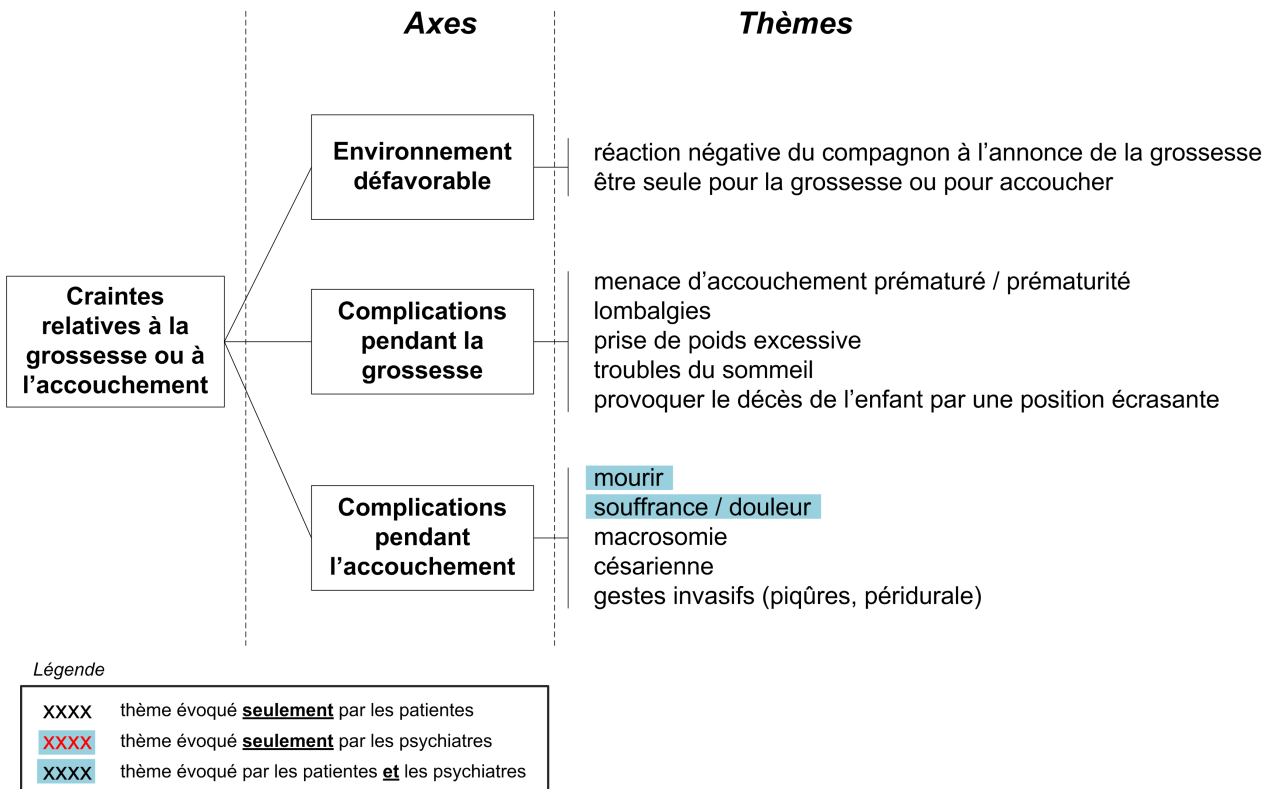 Axes
Thèmes
Environnement
défavorable
réaction négative du compagnon à l'annonce de la grossesse
être seule pour la grossesse ou pour accoucher
Craintes
relatives à la
grossesse ou à
l'accouchement
Complications
pendant la
grossesse
menace d'accouchement prématuré / prématurité
lombalgies
prise de poids excessive
troubles du sommeil
provoquer le décès de l'enfant par une position écrasante
Complications
pendant
l'accouchement
mourir
souffrance / douleur
macrosomie
césarienne
gestes invasifs (piqûres, péridurale)
Légende
xxxx thème évoqué seulement par les patientes
xxxx thème évoqué seulement par les psychiatres
xxxx thème évoqué par les patientes et les psychiatres